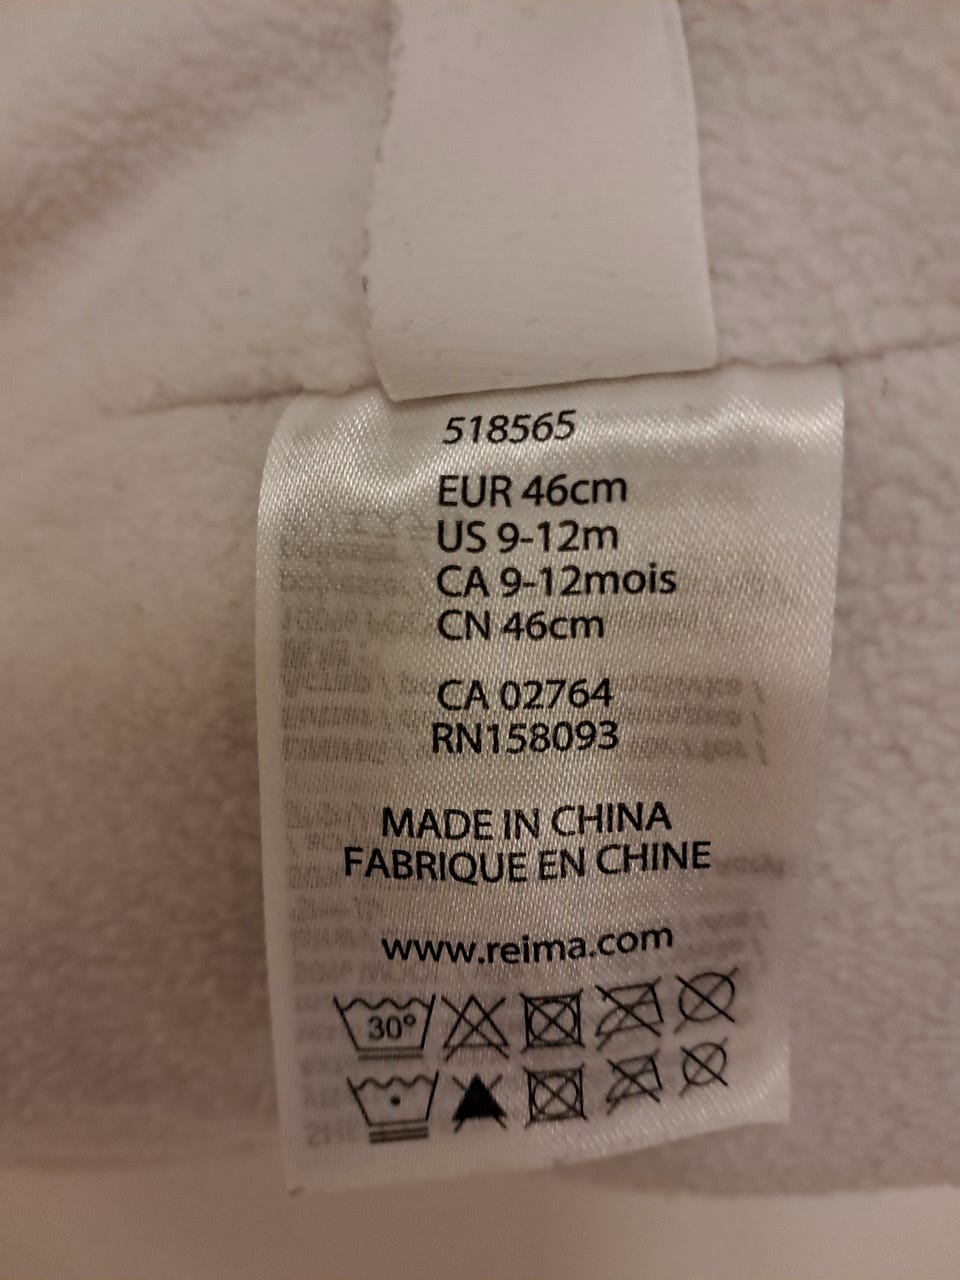 518565
EUR 46cm
US 9-12m
CA 9-12mois
CN 46cm
CA 02764
RN158093
MADE IN CHINA
FABRIQUE EN CHINE
www.reima.com
30°